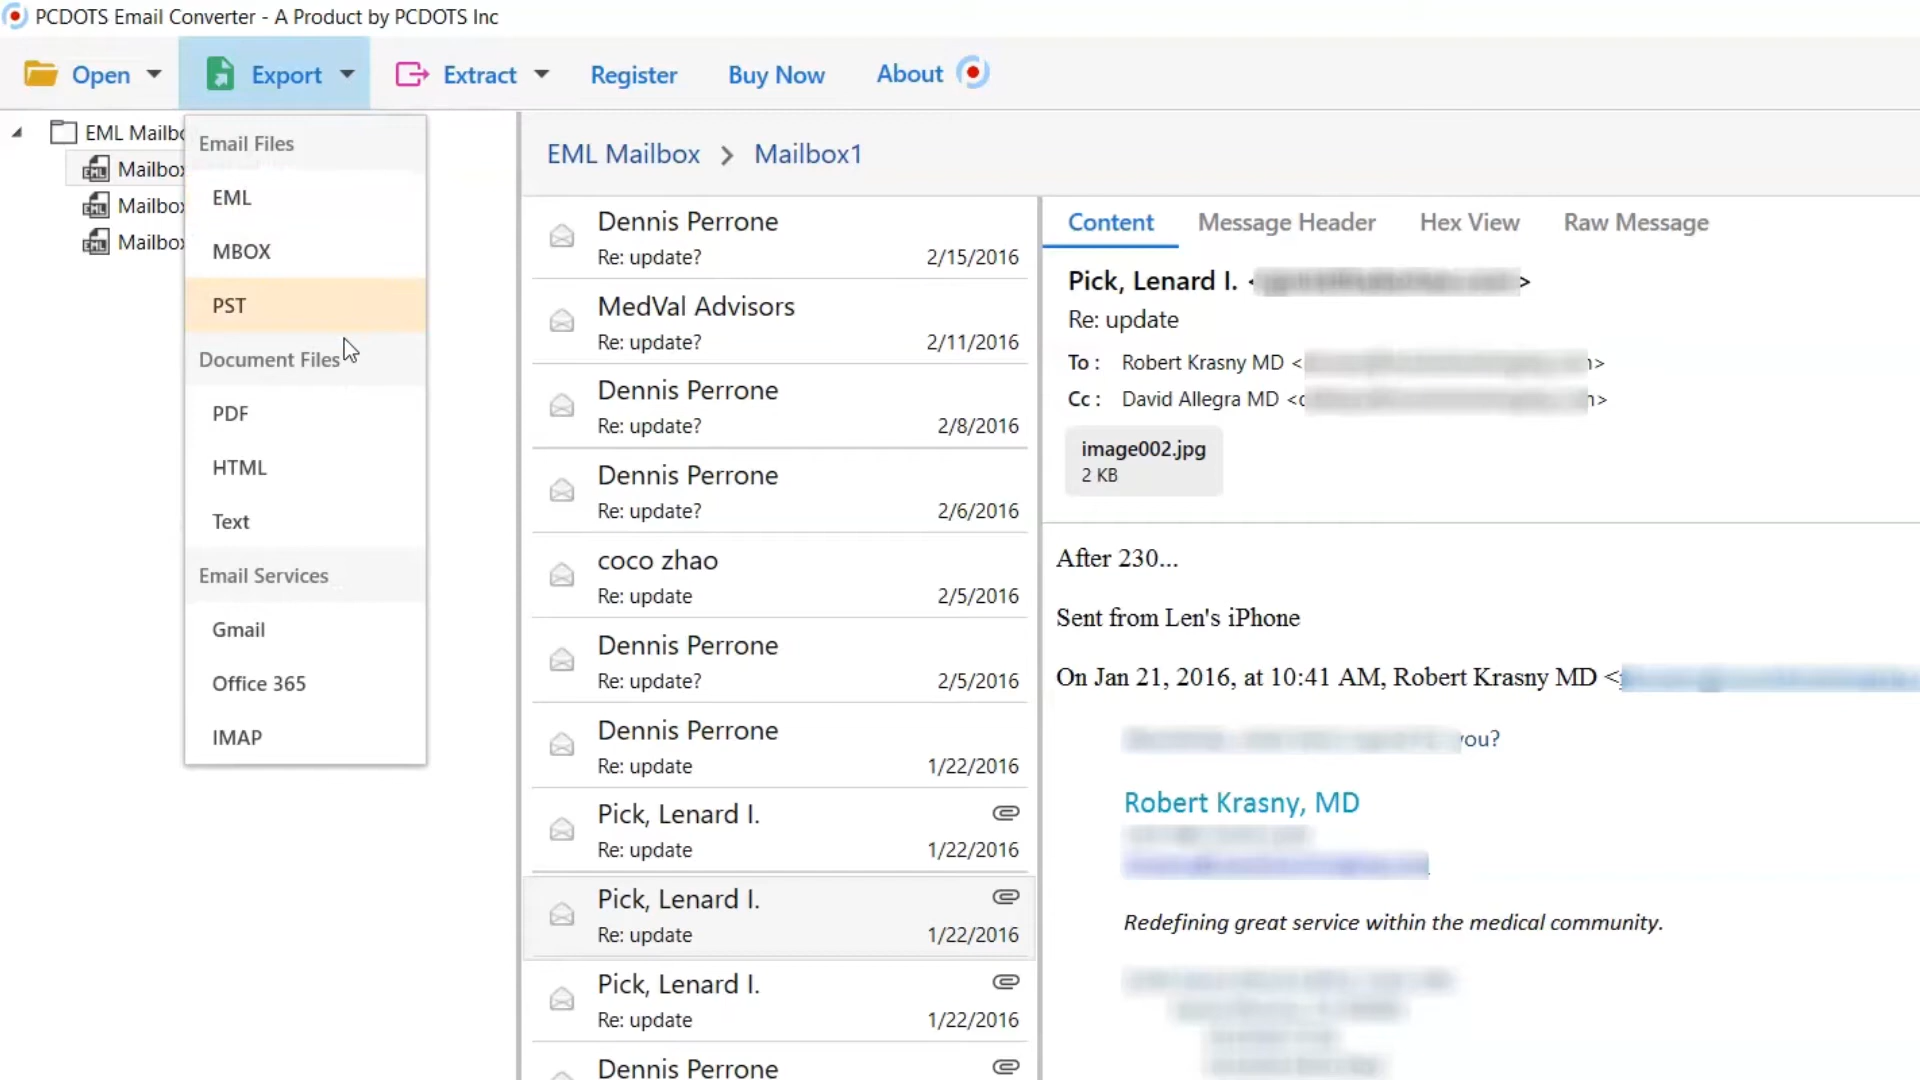 PCDOTS Email Converter - A Product by PCDOTS Inc
Open
Export
Extract
Register
Buy Now
About
EML Mailbo
Mailbox
Mailbox
Mailbox
Email Files
EML
MBOX
PST
Document Files
PDF
HTML
Text
Email Services
Gmail
Office 365
IMAP
EML Mailbox > Mailbox1
Dennis Perrone
Re: update? 2/15/2016
MedVal Advisors
Re: update? 2/11/2016
Dennis Perrone
Re: update? 2/8/2016
Dennis Perrone
Re: update? 2/6/2016
coco zhao
Re: update 2/5/2016
Dennis Perrone
Re: update? 2/5/2016
Dennis Perrone
Re: update 1/22/2016
Pick, Lenard I.
Re: update 1/22/2016
Pick, Lenard I.
Re: update 1/22/2016
Pick, Lenard I.
Re: update 1/22/2016
Dennis Perrone
Content Message Header Hex View Raw Message
Pick, Lenard I. < >
Re: update
To : Robert Krasny MD < >
Cc : David Allegra MD < >
image002.jpg
2 KB
After 230...
Sent from Len's iPhone
On Jan 21, 2016, at 10:41 AM, Robert Krasny MD <
you?
Robert Krasny, MD
Redefining great service within the medical community.